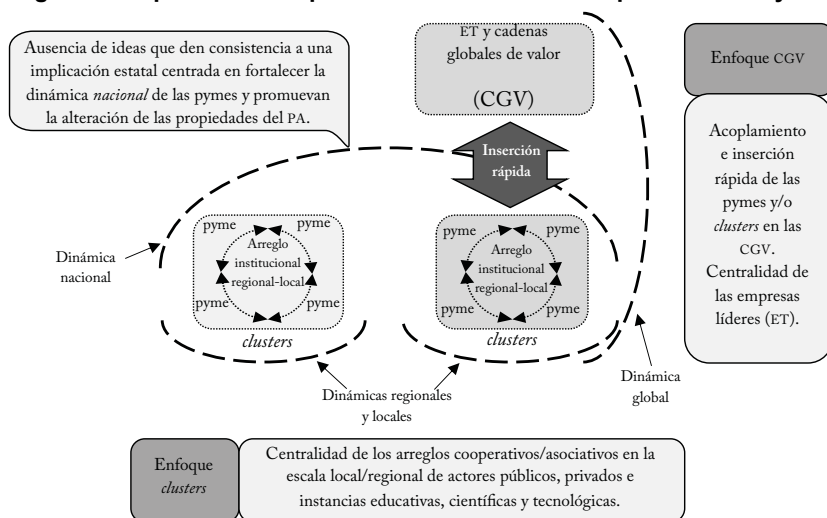 Ausencia de ideas que den consistencia a una
implicación estatal centrada en fortalecer la
dinámica nacional de las pymes y promuevan
la alteración de las propiedades del PA.
ET y cadenas
globales de valor
(CGV)
Enfoque CGV
Inserción
rápida
Acoplamiento
e inserción
rápida de las
pymes y/o
clusters en las
CGV.
Centralidad de
las empresas
líderes (ET).
Dinámica
nacional
pyme
pyme
Arreglo
institucional
regional-local
pyme
pyme
clusters
pyme
pyme
Arreglo
institucional
regional-local
pyme
pyme
clusters
Dinámicas regionales
y locales
Dinámica
global
Enfoque
clusters
Centralidad de los arreglos cooperativos/asociativos en la
escala local/regional de actores públicos, privados e
instancias educativas, científicas y tecnológicas.